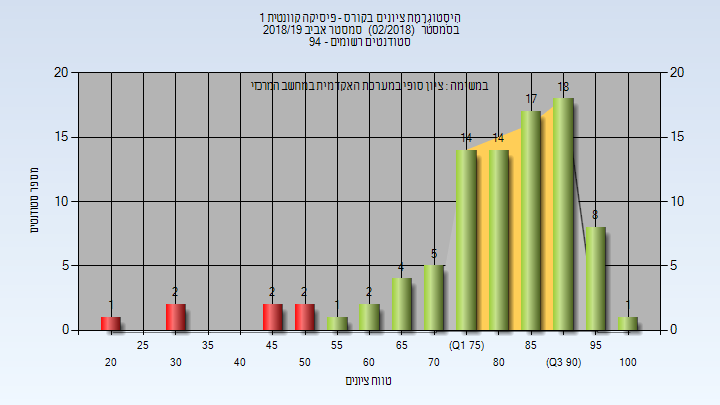 היסטוגרמת ציונים בקורס - פיסיקה קוונטית 1
בסמסטר (02/2018) סמסטר אביב 2018/19
סטודנטים רשומים - 94
במשימה : ציון סופי במערכת האקדמית במחשב המרכזי
מספר סטודנטים
20 15 10 5 0
20 15 10 5 0
1 2 2 2 1 2 4 5 14 14 17 18 8 1
25 35 45 55 65 (Q1 75) 85 95
20 30 40 50 60 70 80 (Q3 90) 100
טווח ציונים